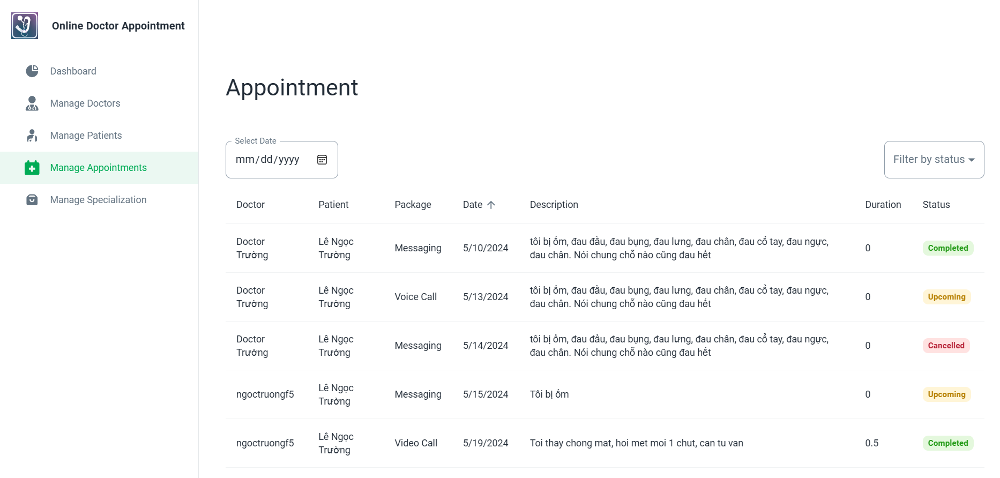 Online Doctor Appointment
Dashboard
Manage Doctors
Manage Patients
Manage Appointments
Manage Specialization
Appointment
Select Date
mm/dd/yyyy
Filter by status
Doctor Patient Package Date Description Duration Status
Doctor Trường Lê Ngọc Trường Messaging 5/10/2024 tôi bị ốm, đau đầu, đau bụng, đau lưng, đau chân, đau cổ tay, đau ngực,
đau chân. Nói chung chỗ nào cũng đau hết 0 Completed
Doctor Trường Lê Ngọc Trường Voice Call 5/13/2024 tôi bị ốm, đau đầu, đau bụng, đau lưng, đau chân, đau cổ tay, đau ngực,
đau chân. Nói chung chỗ nào cũng đau hết 0 Upcoming
Doctor Trường Lê Ngọc Trường Messaging 5/14/2024 tôi bị ốm, đau đầu, đau bụng, đau lưng, đau chân, đau cổ tay, đau ngực,
đau chân. Nói chung chỗ nào cũng đau hết 0 Cancelled
ngoctruongf5 Lê Ngọc Trường Messaging 5/15/2024 Tôi bị ốm 0 Upcoming
ngoctruongf5 Lê Ngọc Trường Video Call 5/19/2024 Toi thay chong mat, hoi met moi 1 chut, can tu van 0.5 Completed